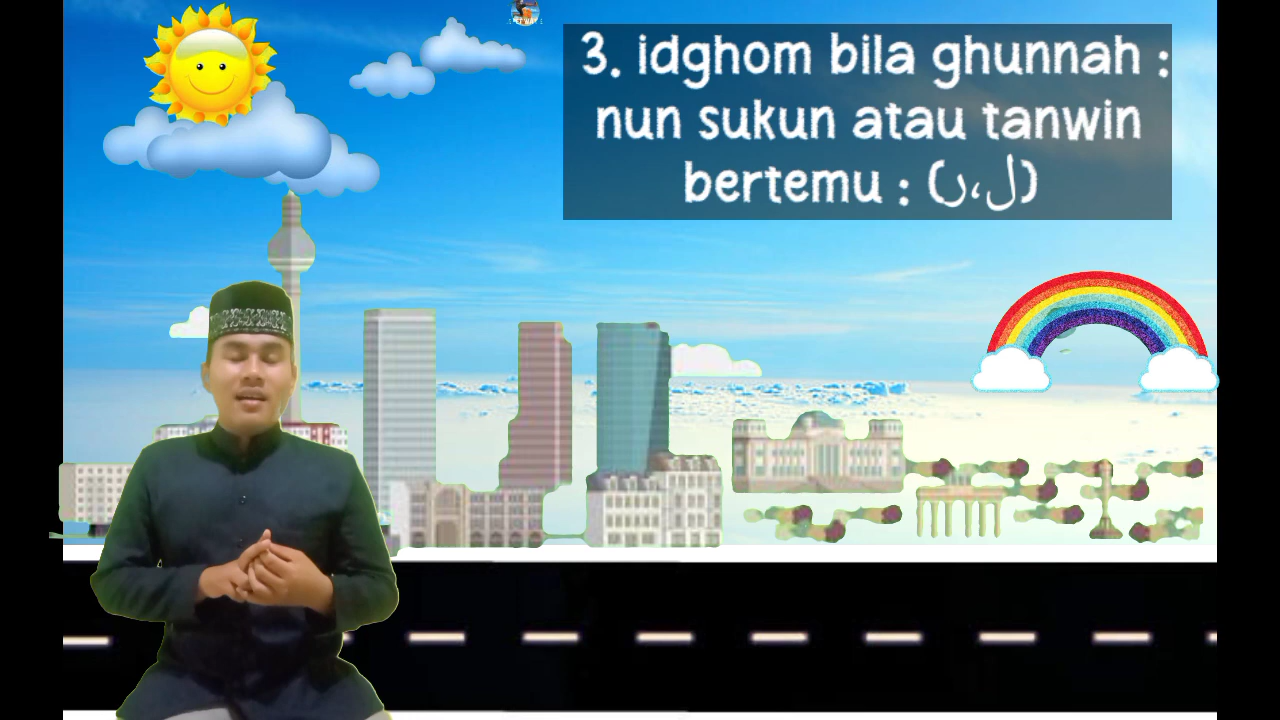 3. idghom bila ghunnah :
nun sukun atau tanwin
bertemu : (ل،ر)